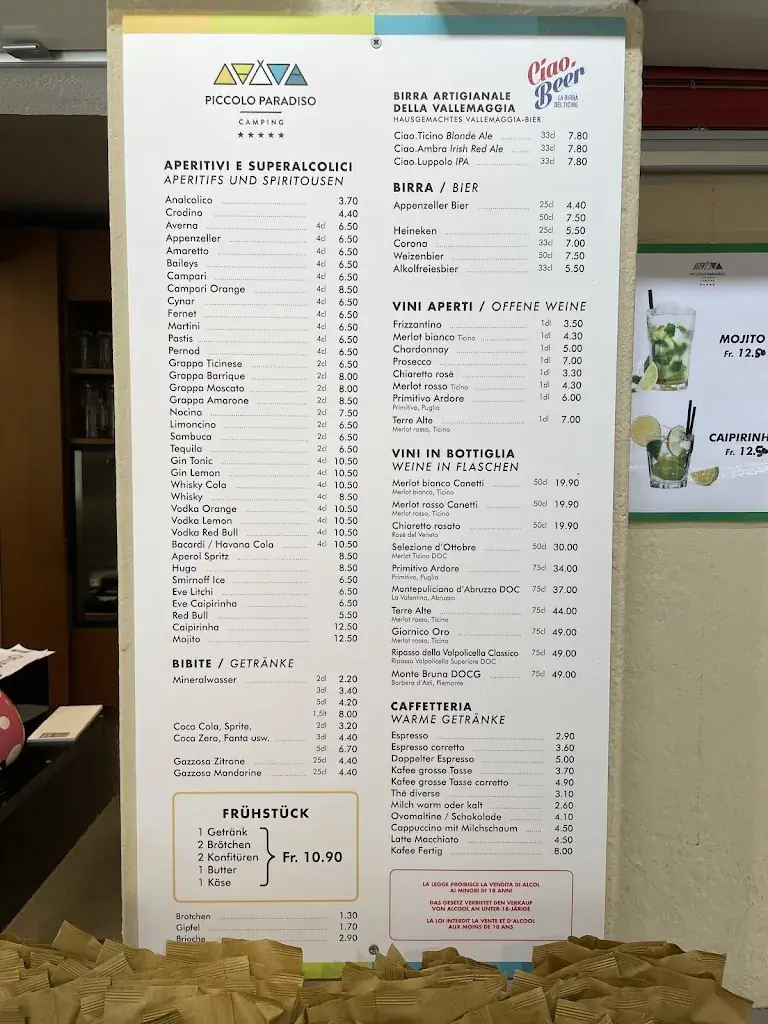 PICCOLO PARADISO
CAMPING
APERITIVI E SUPERALCOLICI
APERITIFS UND SPIRITOUSEN
Analcolico 3.70
Crodino 4.40
Averna 4cl 6.50
Appenzeller 4cl 6.50
Amaretto 4cl 6.50
Baileys 4cl 6.50
Campari 4cl 6.50
Campari Orange 4cl 8.50
Cynar 4cl 6.50
Fernet 4cl 6.50
Martini 4cl 6.50
Pastis 4cl 6.50
Pernod 4cl 6.50
Grappa Ticinese 2cl 6.50
Grappa Barrique 2cl 8.00
Grappa Moscato 2cl 8.00
Grappa Amarone 2cl 8.50
Nocino 2cl 7.50
Limoncino 2cl 6.50
Sambuca 2cl 6.50
Tequila 2cl 6.50
Gin Tonic 4cl 10.50
Gin Lemon 4cl 10.50
Whisky Cola 4cl 10.50
Whisky 4cl 8.50
Vodka Orange 4cl 10.50
Vodka Lemon 4cl 10.50
Vodka Red Bull 4cl 10.50
Bacardi / Havana Cola 4cl 10.50
Aperol Spritz 8.50
Hugo 8.50
Smirnoff Ice 6.50
Eve Litchi 6.50
Eve Caipirinha 6.50
Red Bull 5.50
Caipirinha 12.50
Mojito 12.50
BIBITE / GETRÄNKE
Mineralwasser 2dl 2.20
3dl 3.40
5dl 4.20
1,5lt 8.00
Coca Cola, Sprite, 2dl 3.20
Coca Zero, Fanta usw. 3dl 4.40
5dl 6.70
Gazzosa Zitrone 25cl 4.40
Gazzosa Mandarine 25cl 4.40
FRÜHSTÜCK
1 Getränk
2 Brötchen
2 Konfitüren
1 Butter
1 Käse
Fr. 10.90
Brötchen 1.30
Gipfel 1.70
Brioche 2.90
Ciao. Beer
LA BIRRA
DEL TICINO
BIRRA ARTIGIANALE
DELLA VALLEMAGGIA
HAUSGEMACHTES VALLEMAGGIA-BIER
Ciao.Ticino Blonde Ale 33cl 7.80
Ciao.Ambra Irish Red Ale 33cl 7.80
Ciao.Luppolo IPA 33cl 7.80
BIRRA / BIER
Appenzeller Bier 25cl 4.40
50cl 7.50
Heineken 25cl 5.50
Corona 33cl 7.00
Weizenbier 50cl 7.50
Alkolfreiesbier 33cl 5.50
VINI APERTI / OFFENE WEINE
Frizzantino 1dl 3.50
Merlot bianco Ticino 1dl 4.30
Chardonnay 1dl 5.00
Prosecco 1dl 7.00
Chiaretto rosè 1dl 3.30
Merlot rosso Ticino 1dl 4.30
Primitivo Ardore 1dl 6.00
Primitivo, Puglia
Terre Alte 1dl 7.00
Merlot rosso, Ticino
VINI IN BOTTIGLIA
WEINE IN FLASCHEN
Merlot bianco Canetti 50cl 19.90
Merlot bianco, Ticino
Merlot rosso Canetti 50cl 19.90
Merlot rosso, Ticino
Chiaretto rosato 50cl 19.90
Rosè del Veneto
Selezione d'Ottobre 50cl 30.00
Merlot Ticino DOC
Primitivo Ardore 75cl 34.00
Primitivo, Puglia
Montepulciano d'Abruzzo DOC 75cl 37.00
La Valentina, Abruzzo
Terre Alte 75cl 44.00
Merlot rosso, Ticino
Giornico Oro 75cl 49.00
Merlot rosso, Ticino
Ripasso della Valpolicella Classico 75cl 49.00
Ripasso Valpolicella Superiore DOC
Monte Bruna DOCG 75cl 49.00
Barbera d'Asti, Piemonte
CAFFETTERIA
WARME GETRÄNKE
Espresso 2.90
Espresso corretto 3.60
Doppelter Espresso 5.00
Kafee grosse Tasse 3.70
Kafee grosse Tasse corretto 4.90
Thé diverse 3.10
Milch warm oder kalt 2.60
Ovomaltine / Schokolade 4.10
Cappuccino mit Milchschaum 4.50
Latte Macchiato 4.50
Kafee Fertig 8.00
LA LEGGE PROIBISCE LA VENDITA DI ALCOL
AI MINORI DI 18 ANNI
DAS GESETZ VERBIETET DEN VERKAUF
VON ALCOOL AN UNTER-18-JÄRIGE
LA LOI INTERDIT LA VENTE ET D'ALCOOL
AUX MOINS DE 18 ANS
PICCOLO PARADISO
MOJITO
Fr. 12.50
CAIPIRINH
Fr. 12.50